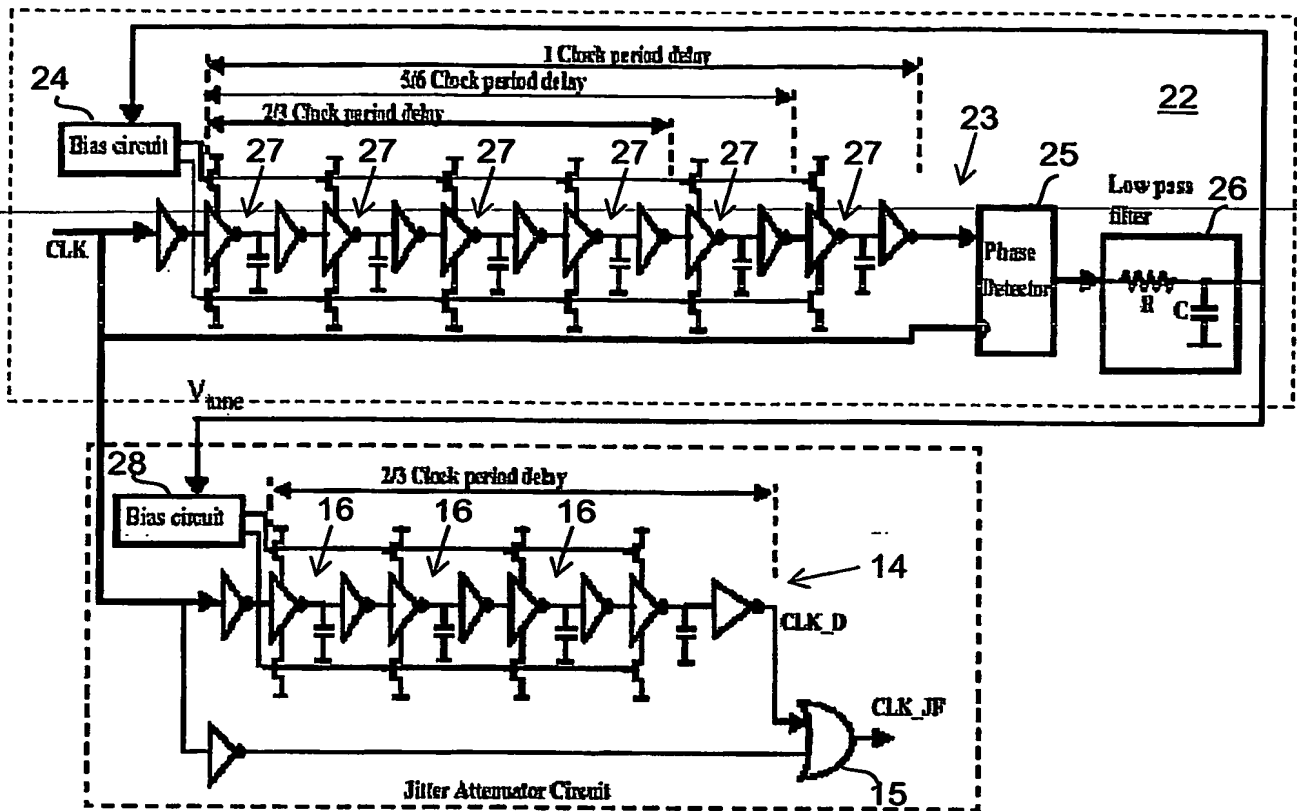 1 Clock period delay
5/6 Clock period delay
2/3 Clock period delay
24
22
23
Bias circuit
27
27
27
27
27
27
25
Low pass
filter
26
CLK
Phase
Detector
R
C
V tune
28
2/3 Clock period delay
Bias circuit
16
16
16
14
CLK_D
CLK_JF
15
Jitter Attenuator Circuit